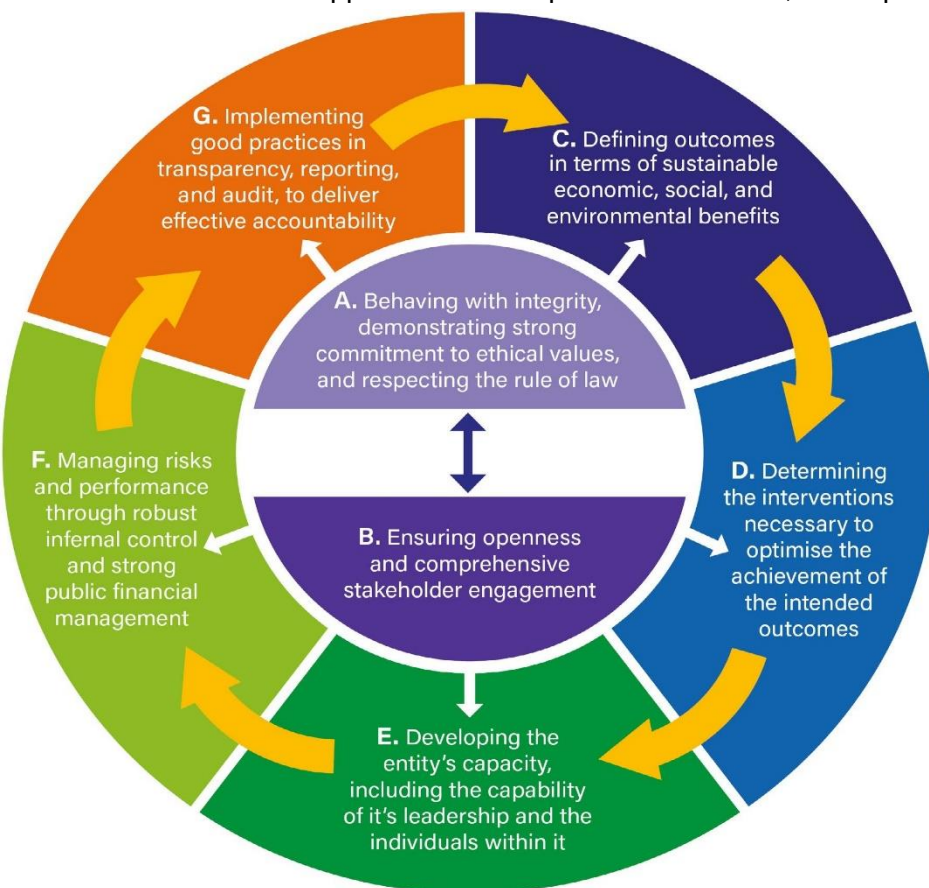 G. Implementing
good practices in
transparency, reporting,
and audit, to deliver
effective accountability
C. Defining outcomes
in terms of sustainable
economic, social, and
environmental benefits
A. Behaving with integrity,
demonstrating strong
commitment to ethical values,
and respecting the rule of law
F. Managing risks
and performance
through robust
infernal control
and strong
public financial
management
D. Determining
the interventions
necessary to
optimise the
achievement of
the intended
outcomes
B. Ensuring openness
and comprehensive
stakeholder engagement
E. Developing the
entity's capacity,
including the capability
of it's leadership and the
individuals within it